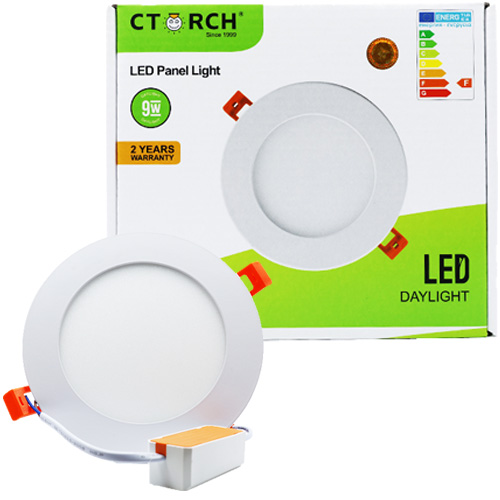 CTORCH®
Since 1999
LED Panel Light
9W
2 YEARS
WARRANTY
ENERG
A
B
C
D
E
F
G
F
LED
DAYLIGHT